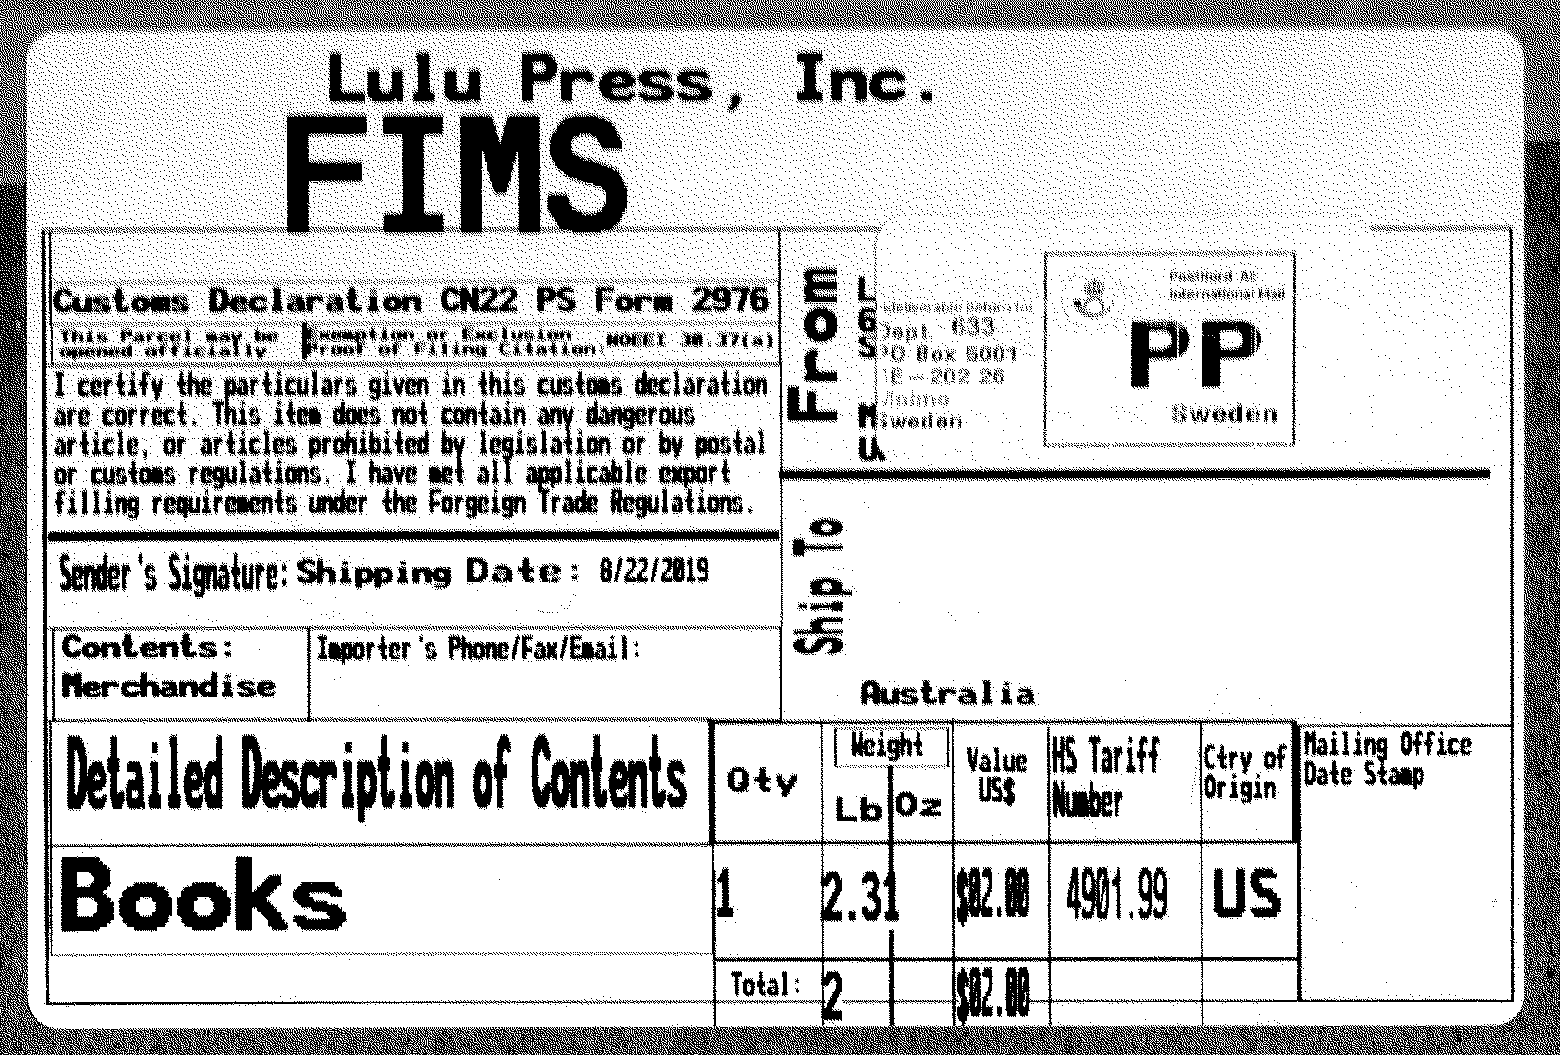 Lulu Press, Inc.
FIMS
Customs Declaration CN22 PS Form 2976
This Parcel may be
opened officially
Exemption or Exclusion
Proof of Filing Citation
NOEEI 30.37(a)
I certify the particulars given in this customs declaration
are correct. This item does not contain any dangerous
article, or articles prohibited by legislation or by postal
or customs regulations. I have met all applicable export
filling requirements under the Forgeign Trade Regulations.
Sender's Signature: Shipping Date: 8/22/2019
Contents:
Merchandise
Importer's Phone/Fax/Email:
From
Dept 633
PO Box 5001
SE - 202 26
Sweden
PostNord AB
International Mail
PP
Sweden
Ship To
Australia
Detailed Description of Contents
Qty
Weight
Lb Oz
Value
US$
HS Tariff
Number
Ctry of
Origin
Mailing Office
Date Stamp
Books
1
2.31
$02.00
4901.99
US
Total:
2
$02.00